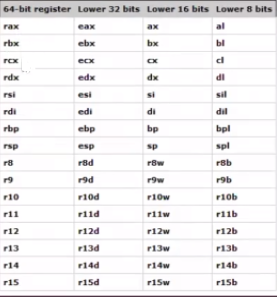 64-bit register Lower 32 bits Lower 16 bits Lower 8 bits
rax eax ax al
rbx ebx bx bl
rcx ecx cx cl
rdx edx dx dl
rsi esi si sil
rdi edi di dil
rbp ebp bp bpl
rsp esp sp spl
r8 r8d r8w r8b
r9 r9d r9w r9b
r10 r10d r10w r10b
r11 r11d r11w r11b
r12 r12d r12w r12b
r13 r13d r13w r13b
r14 r14d r14w r14b
r15 r15d r15w r15b